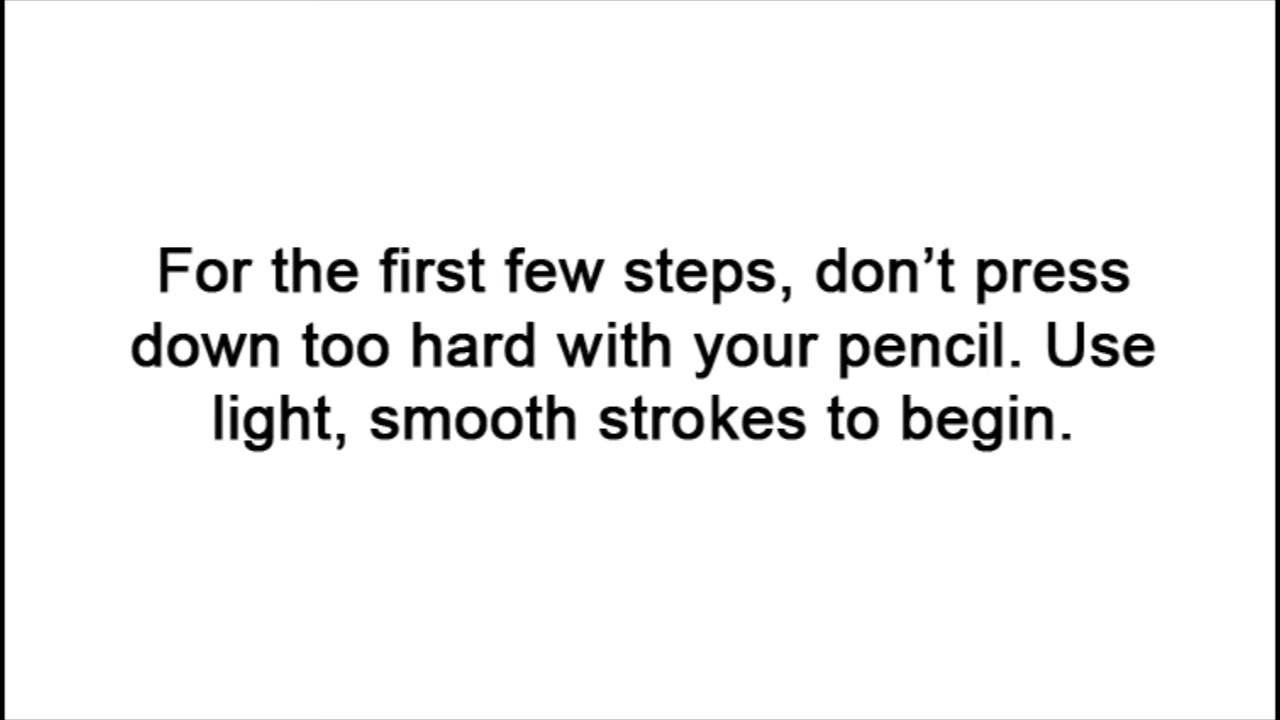 For the first few steps, don’t press
down too hard with your pencil. Use
light, smooth strokes to begin.